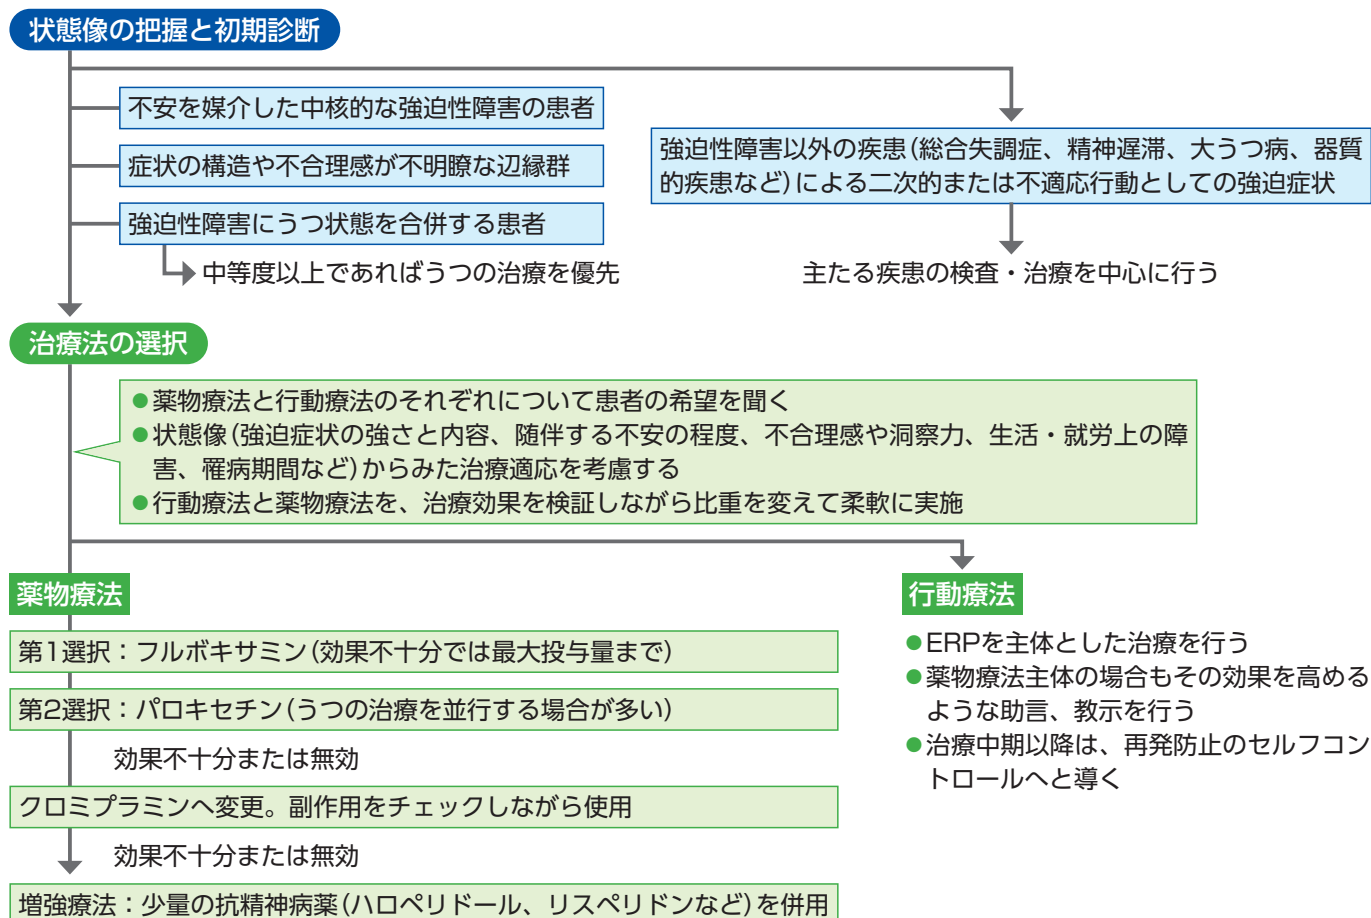 状態像の把握と初期診断
不安を媒介した中核的な強迫性障害の患者
症状の構造や不合理感が不明瞭な辺縁群
強迫性障害にうつ状態を合併する患者
中等度以上であればうつの治療を優先
強迫性障害以外の疾患(総合失調症、精神遅滞、大うつ病、器質
的疾患など)による二次的または不適応行動としての強迫症状
主たる疾患の検査・治療を中心に行う
治療法の選択
●薬物療法と行動療法のそれぞれについて患者の希望を聞く
●状態像(強迫症状の強さと内容、随伴する不安の程度、不合理感や洞察力、生活・就労上の障
害、罹病期間など)からみた治療適応を考慮する
●行動療法と薬物療法を、治療効果を検証しながら比重を変えて柔軟に実施
薬物療法
第1選択：フルボキサミン(効果不十分では最大投与量まで)
第2選択：パロキセチン(うつの治療を並行する場合が多い)
効果不十分または無効
クロミプラミンへ変更。副作用をチェックしながら使用
効果不十分または無効
増強療法：少量の抗精神病薬(ハロペリドール、リスペリドンなど)を併用
行動療法
●ERPを主体とした治療を行う
●薬物療法主体の場合もその効果を高める
ような助言、教示を行う
●治療中期以降は、再発防止のセルフコン
トロールへと導く